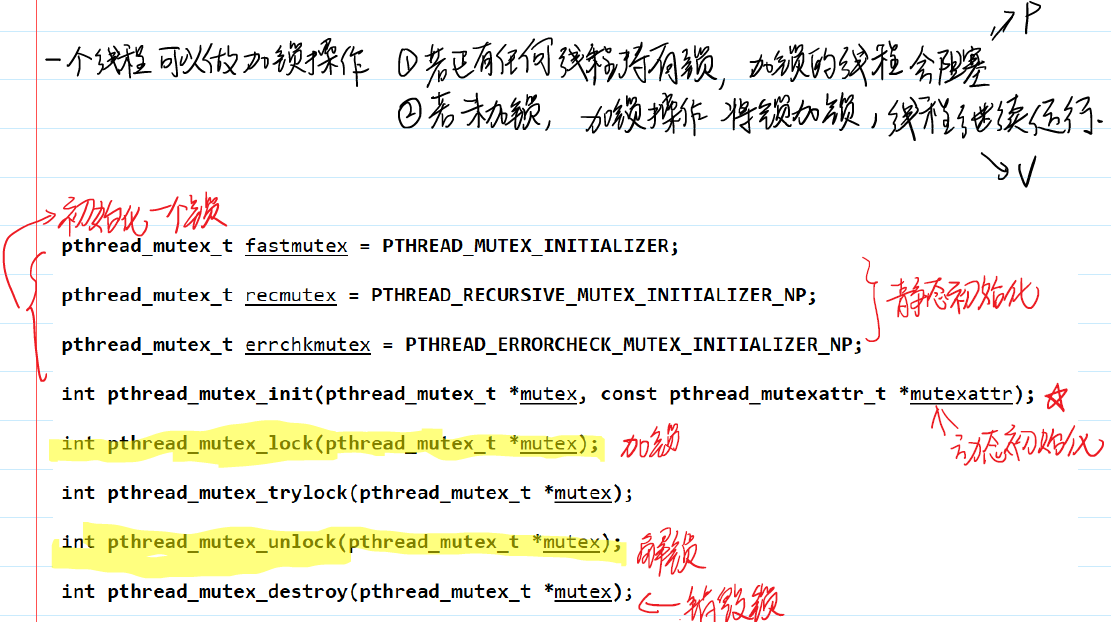 P
一个线程可以做加锁操作 ①若已有任何线程持有锁，加锁的线程会阻塞
②若未加锁，加锁操作将锁加锁，线程继续运行.
V
初始化一个锁
pthread_mutex_t fastmutex = PTHREAD_MUTEX_INITIALIZER;
pthread_mutex_t recmutex = PTHREAD_RECURSIVE_MUTEX_INITIALIZER_NP;
静态初始化
pthread_mutex_t errchkmutex = PTHREAD_ERRORCHECK_MUTEX_INITIALIZER_NP;
int pthread_mutex_init(pthread_mutex_t *mutex, const pthread_mutexattr_t *mutexattr);
动态初始化
int pthread_mutex_lock(pthread_mutex_t *mutex); 加锁
int pthread_mutex_trylock(pthread_mutex_t *mutex);
int pthread_mutex_unlock(pthread_mutex_t *mutex); 解锁
int pthread_mutex_destroy(pthread_mutex_t *mutex); 销毁锁